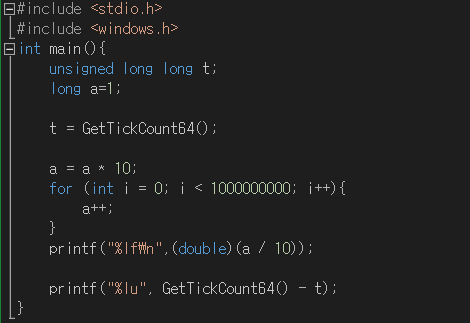 #include <stdio.h>
#include <windows.h>
int main(){
unsigned long long t;
long a=1;
t = GetTickCount64();
a = a * 10;
for (int i = 0; i < 1000000000; i++){
a++;
}
printf("%lf₩n",(double)(a / 10));
printf("%lu", GetTickCount64() - t);
}